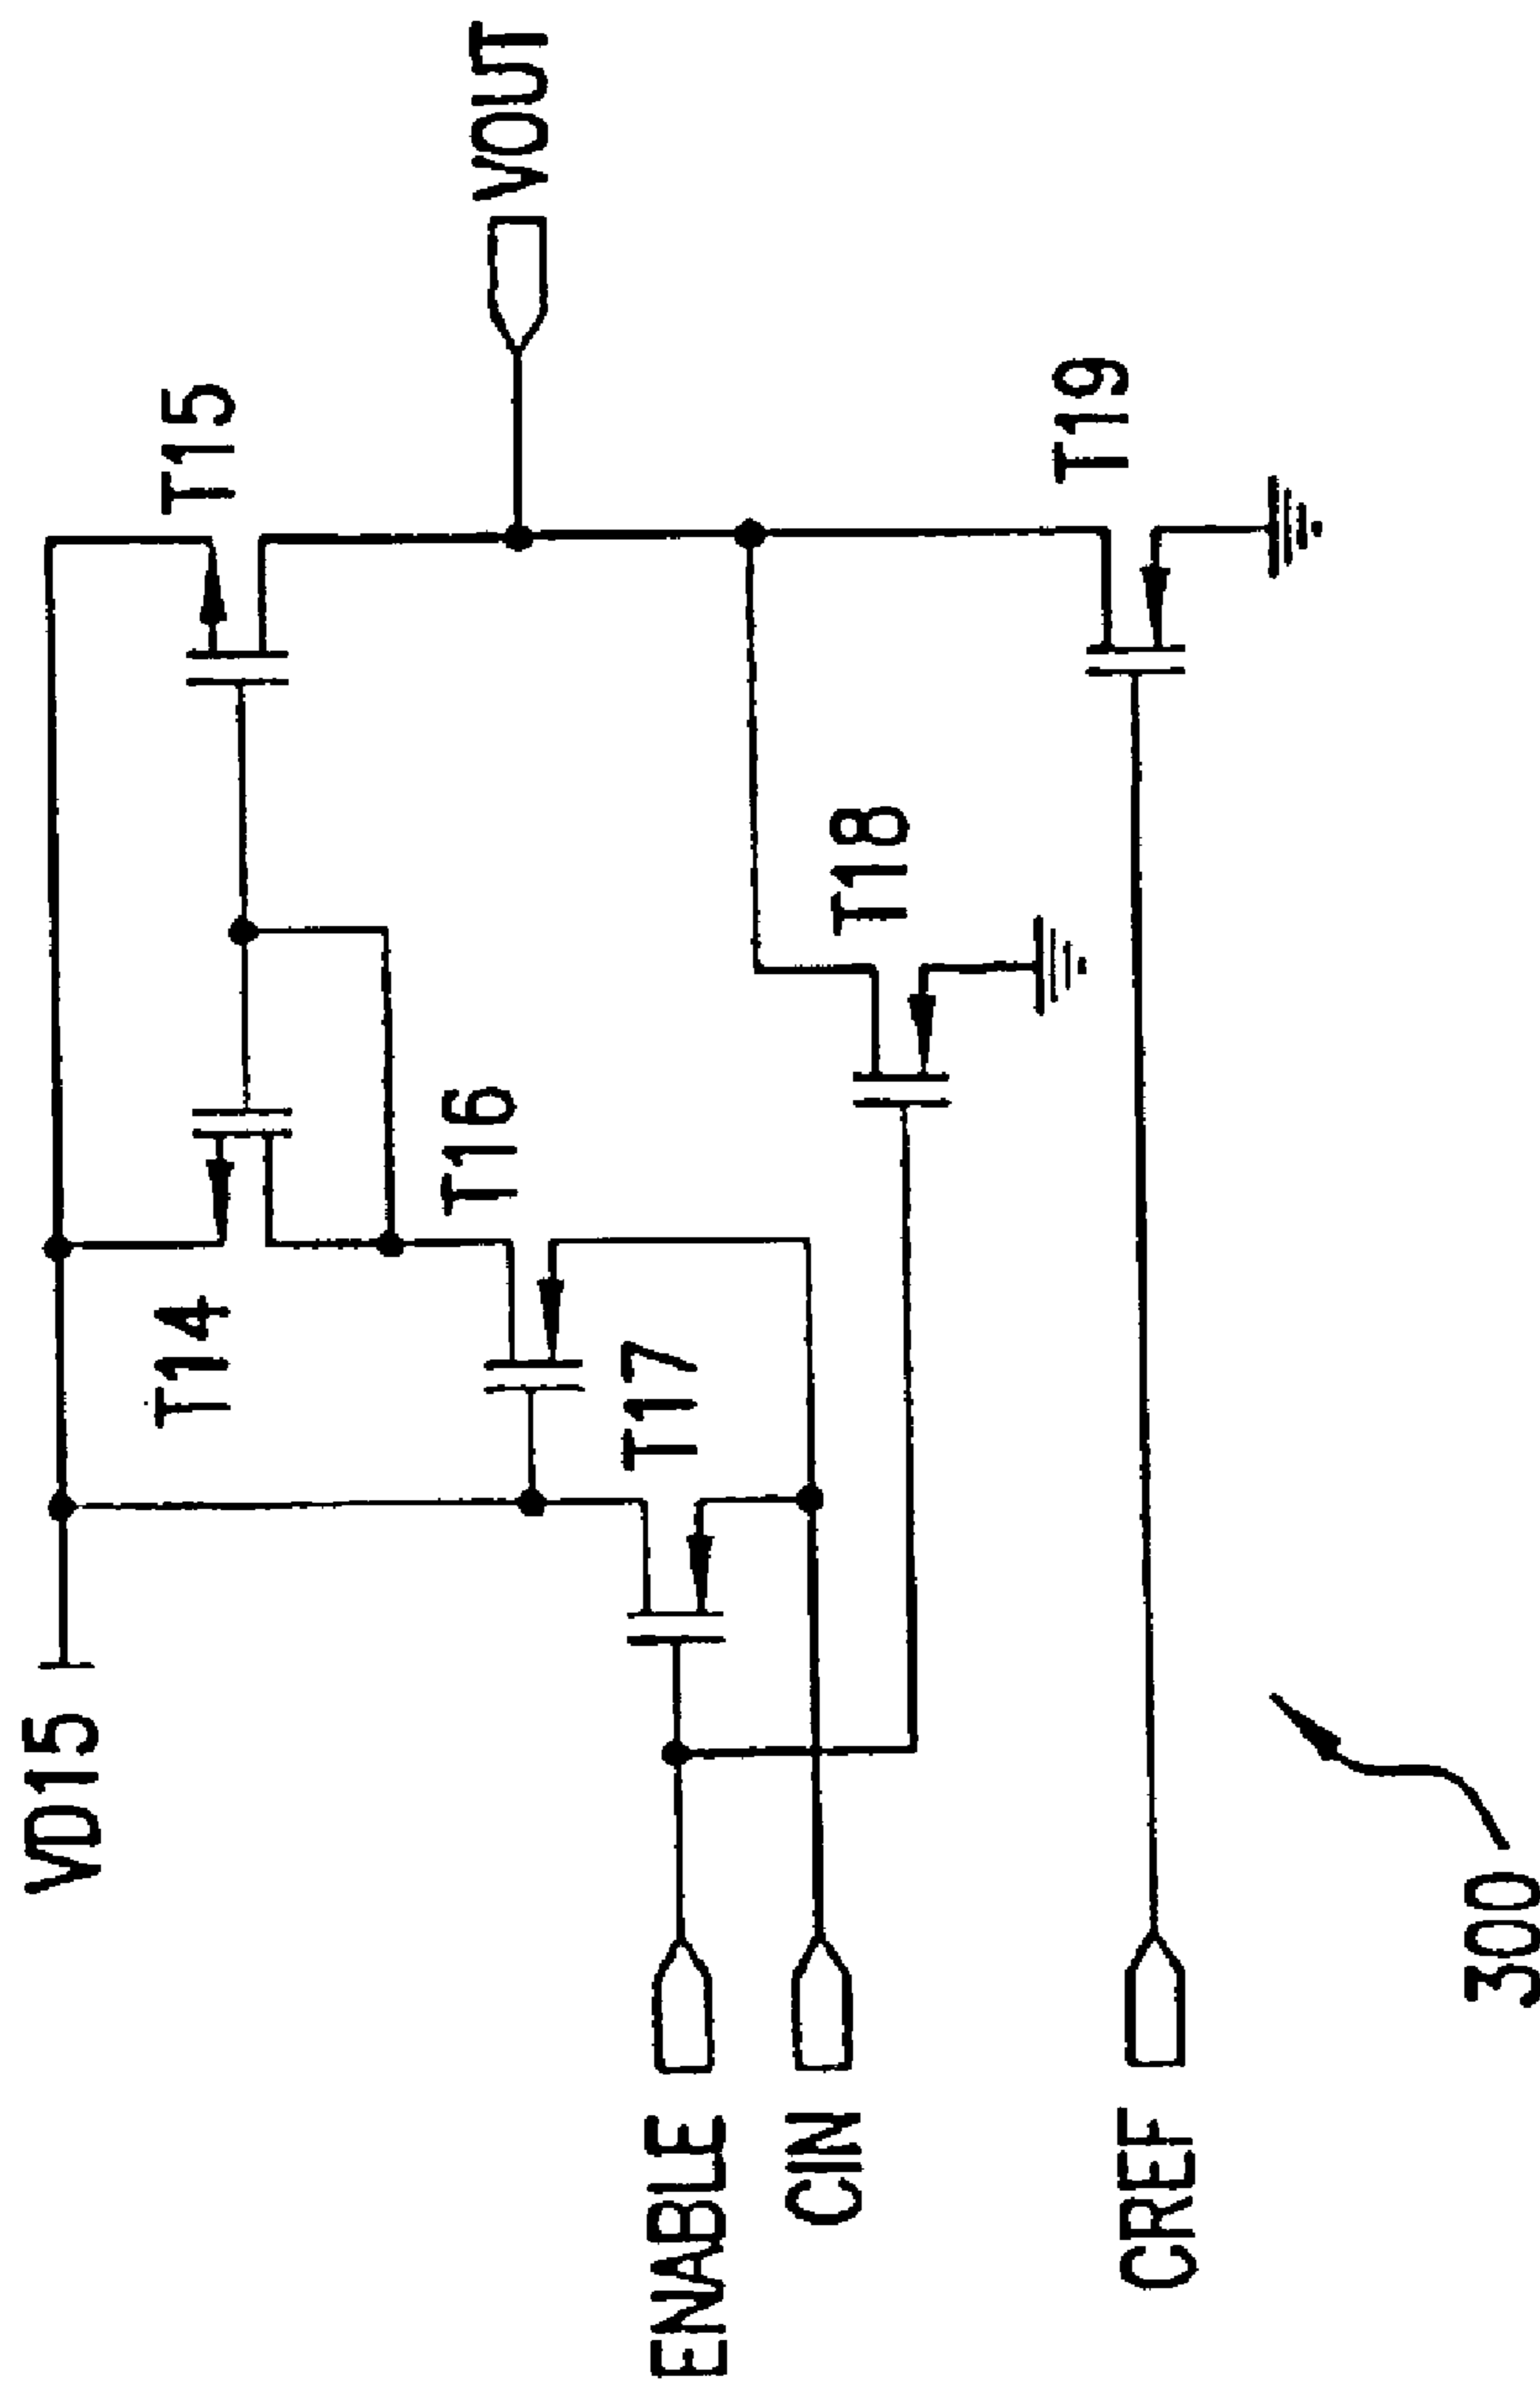 VD15
T14
T15
T16
T17
ENABLE
VOUT
CIN
T18
CREF
T19
300